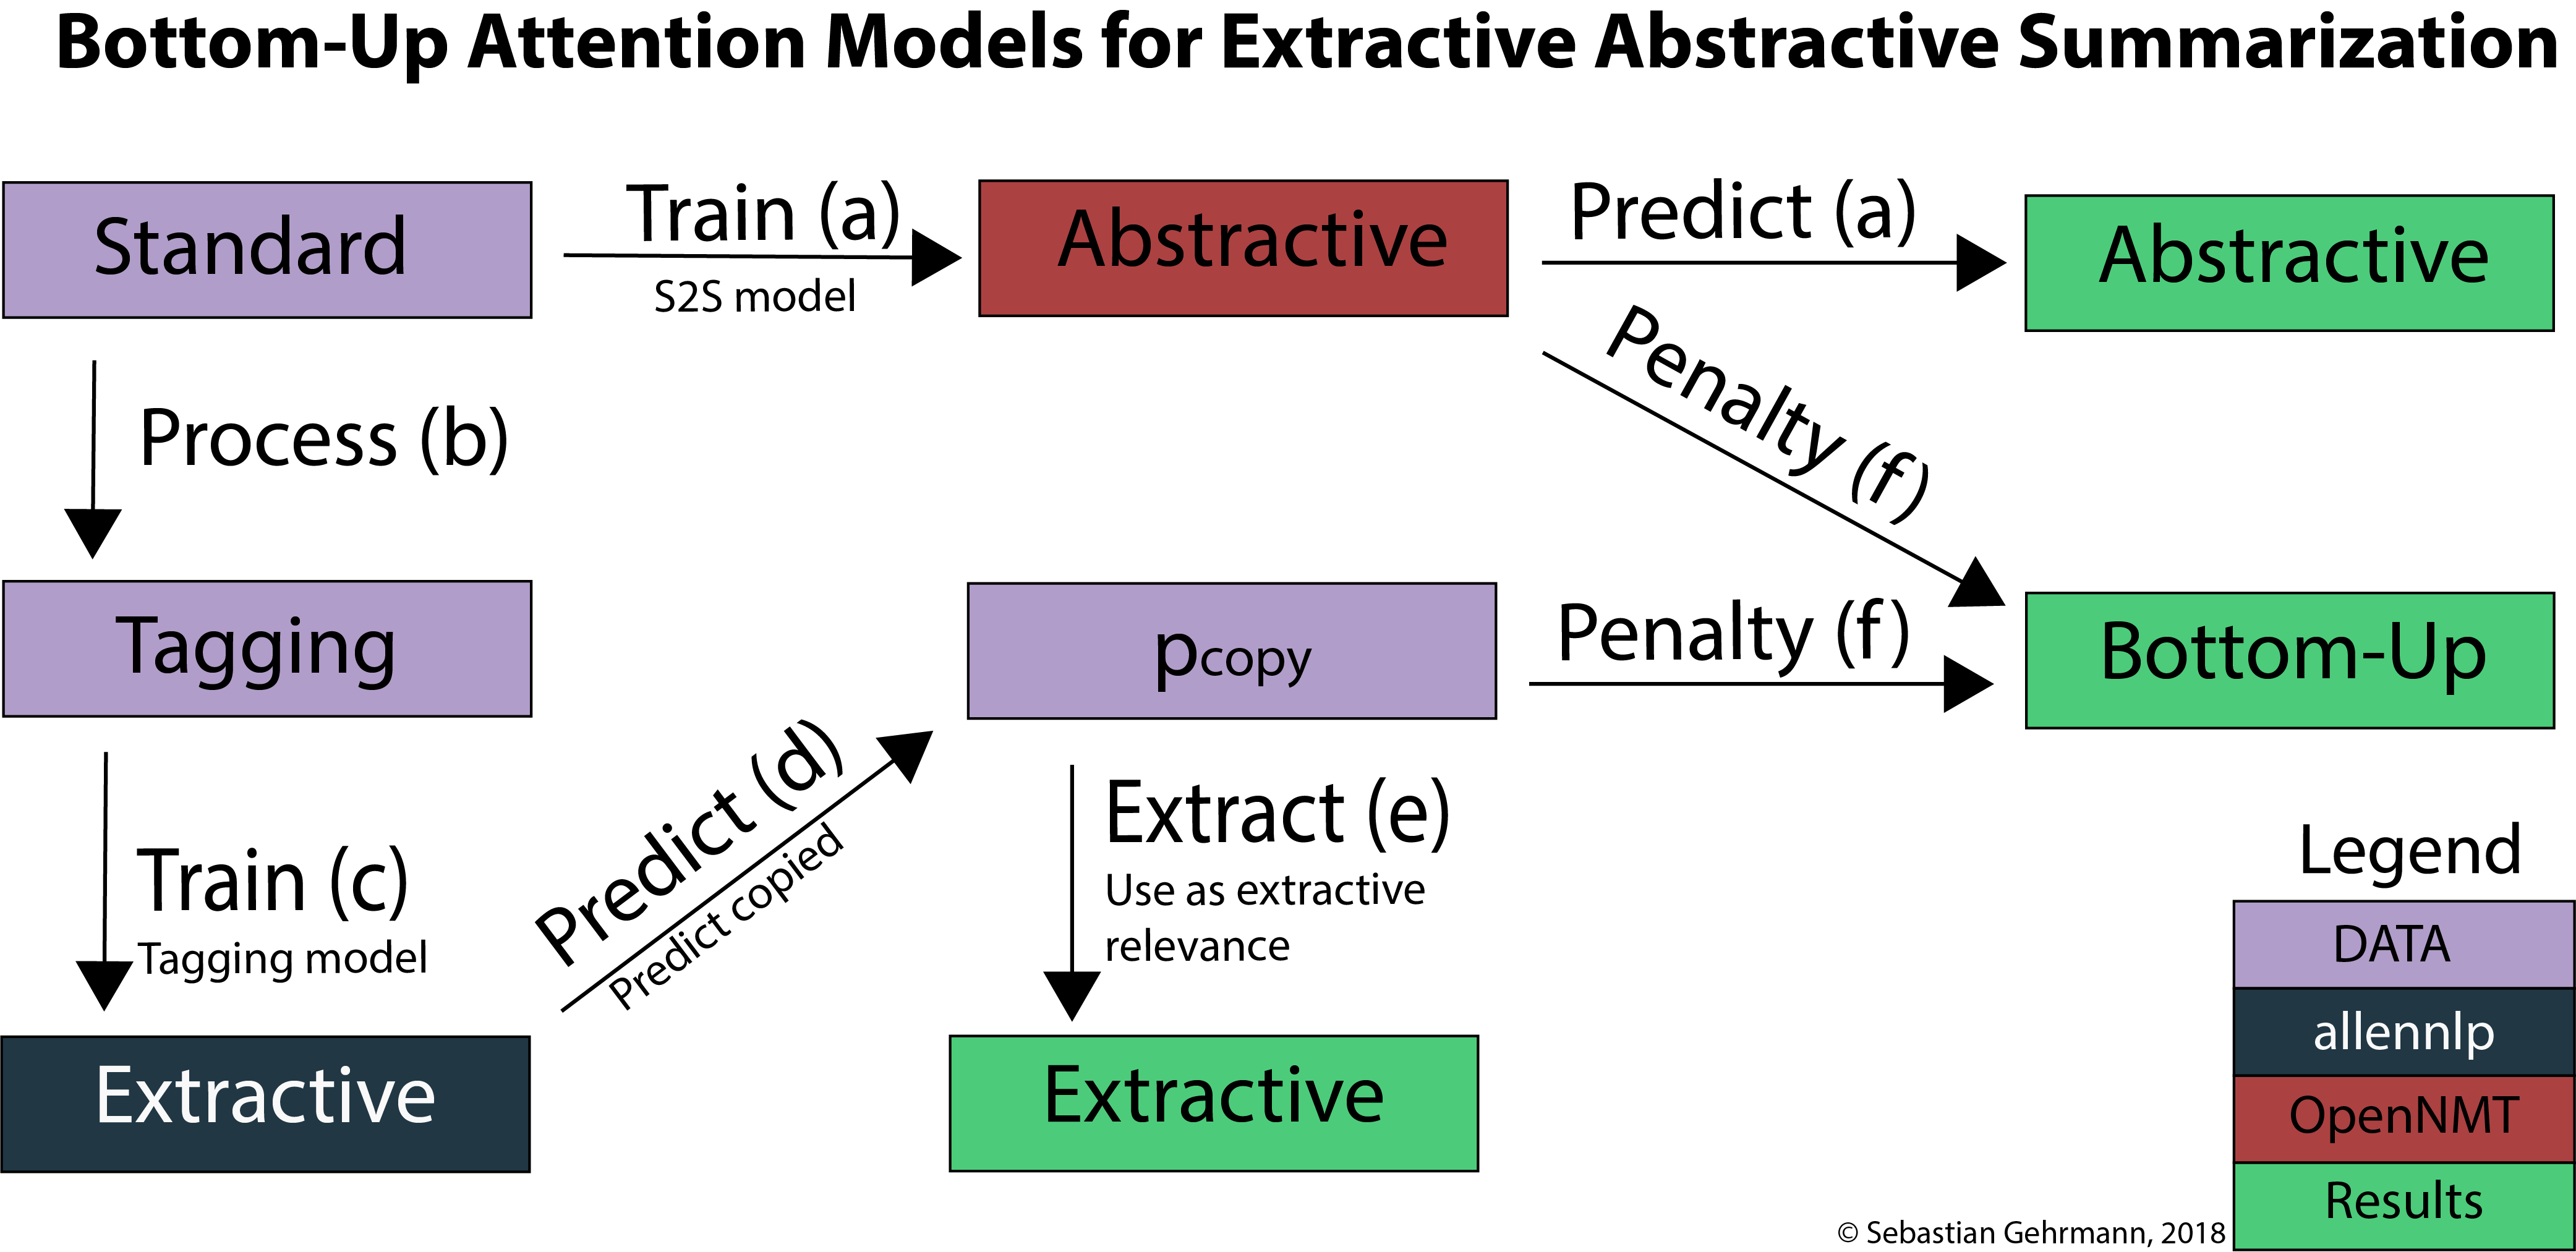 Bottom-Up Attention Models for Extractive Abstractive Summarization
Standard
Train (a)
S2S model
Abstractive
Predict (a)
Abstractive
Process (b)
Penalty (f)
Tagging
pcopy
Penalty (f)
Bottom-Up
Train (c)
Tagging model
Predict (d)
Predict copied
Extract (e)
Use as extractive
relevance
Extractive
Extractive
Legend
DATA
allennlp
OpenNMT
Results
© Sebastian Gehrmann, 2018